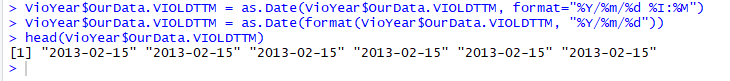 > VioYear$OurData.VIOLDTTM = as.Date(VioYear$OurData.VIOLDTTM, format="%Y/%m/%d %I:%M")
> VioYear$OurData.VIOLDTTM = as.Date(format(VioYear$OurData.VIOLDTTM, "%Y/%m/%d"))
> head(VioYear$OurData.VIOLDTTM)
[1] "2013-02-15" "2013-02-15" "2013-02-15" "2013-02-15" "2013-02-15" "2013-02-15"
>